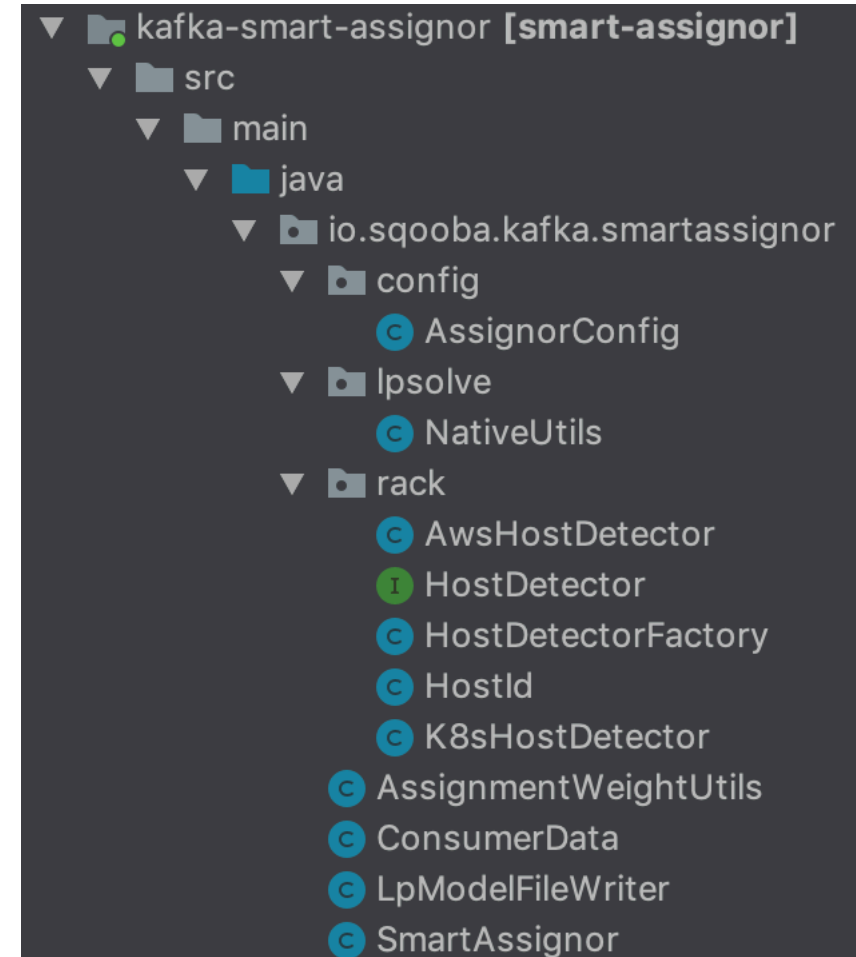 kafka-smart-assignor [smart-assignor]
src
main
java
io.sqooba.kafka.smartassignor
config
C AssignorConfig
lpsolve
C NativeUtils
rack
C AwsHostDetector
I HostDetector
C HostDetectorFactory
C HostId
C K8sHostDetector
C AssignmentWeightUtils
C ConsumerData
C LpModelFileWriter
C SmartAssignor